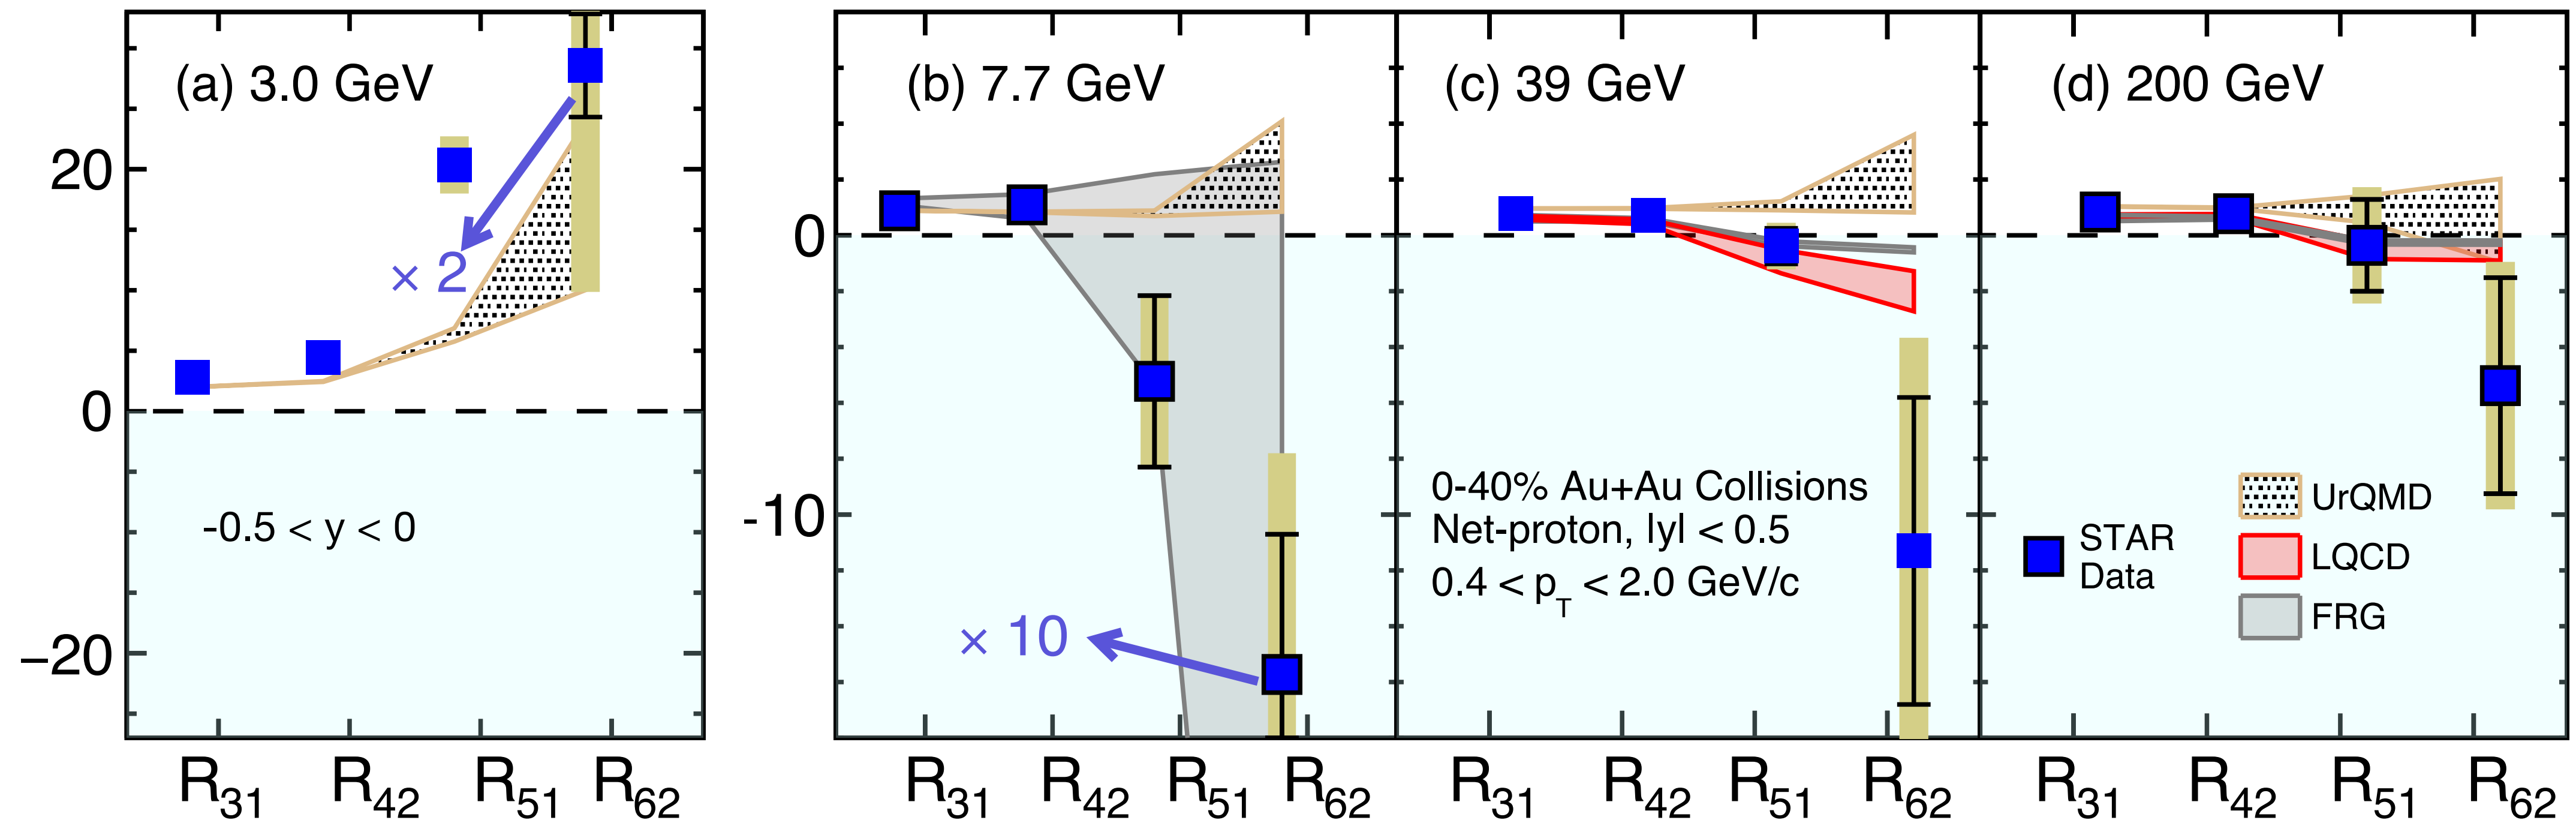 (a) 3.0 GeV
20
0
−20
× 2
-0.5 < y < 0
R31 R42 R51 R62
(b) 7.7 GeV
0
-10
× 10
R31 R42 R51 R62
(c) 39 GeV
0-40% Au+Au Collisions
Net-proton, |y| < 0.5
0.4 < pT < 2.0 GeV/c
R31 R42 R51 R62
(d) 200 GeV
STAR
Data
UrQMD
LQCD
FRG
R31 R42 R51 R62